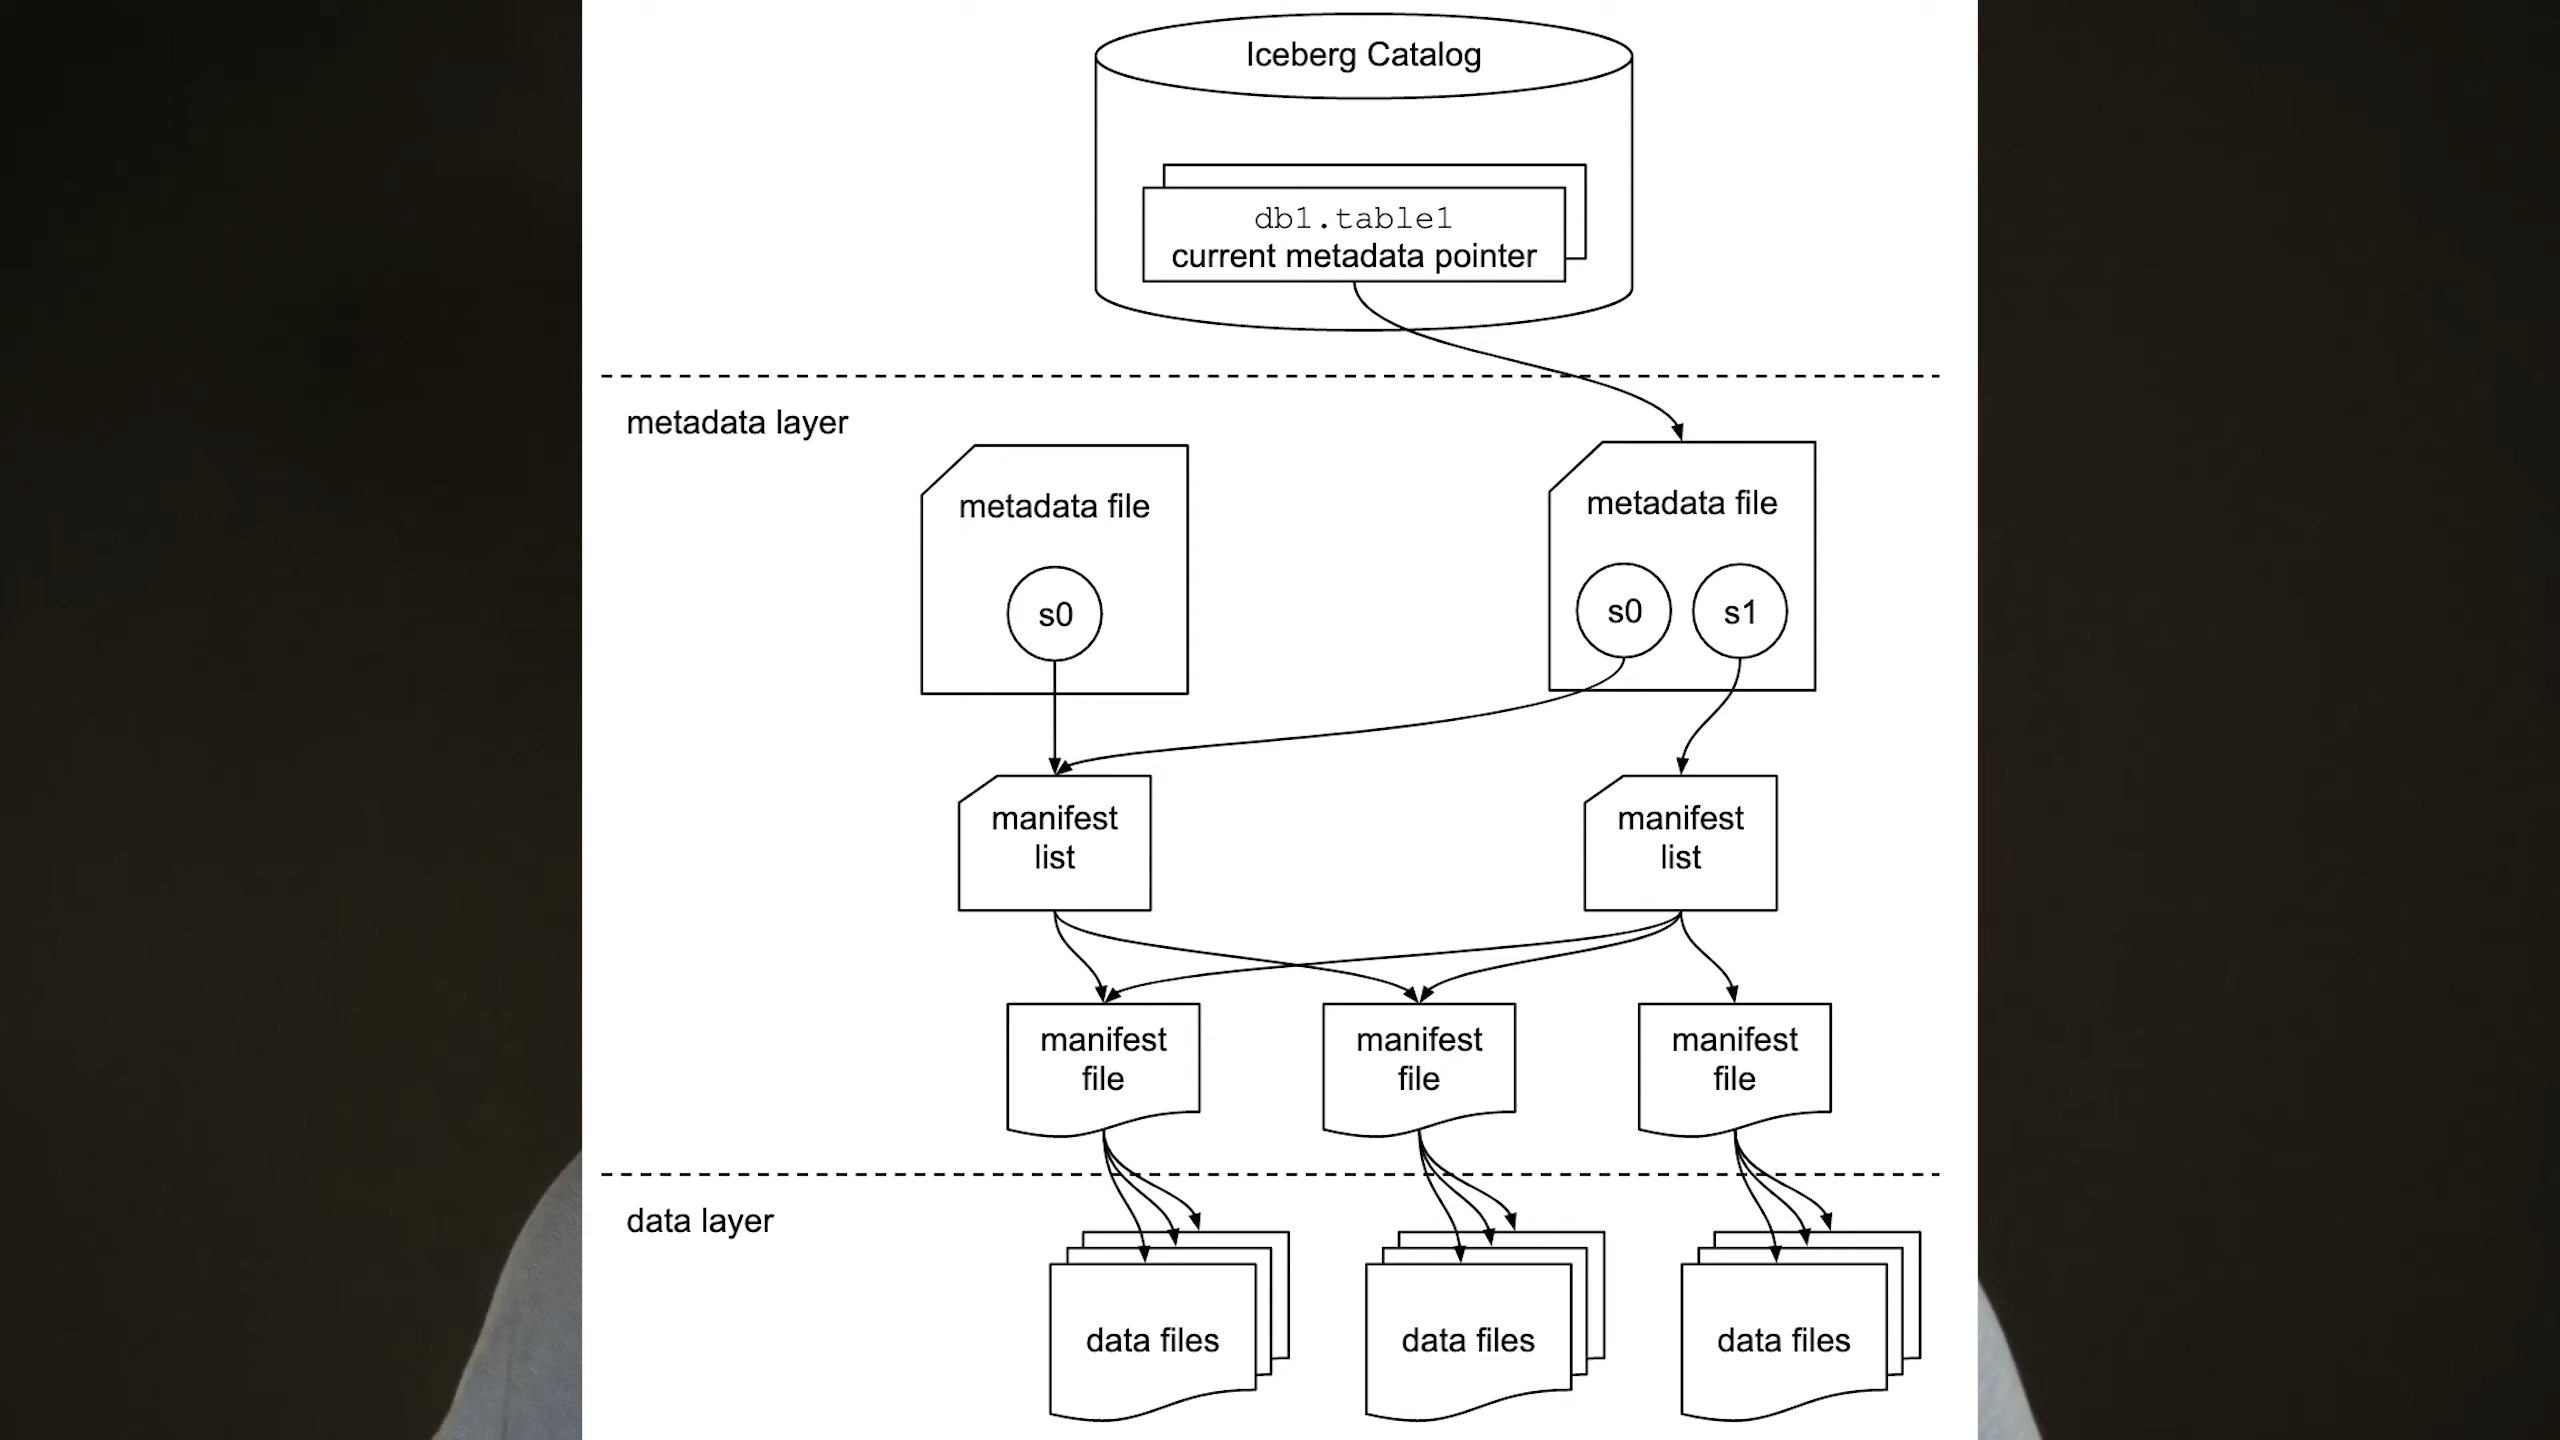 Iceberg Catalog
db1.table1
current metadata pointer
metadata layer
metadata file
metadata file
s0
s0
s1
manifest
list
manifest
list
manifest
file
manifest
file
manifest
file
data layer
data files
data files
data files